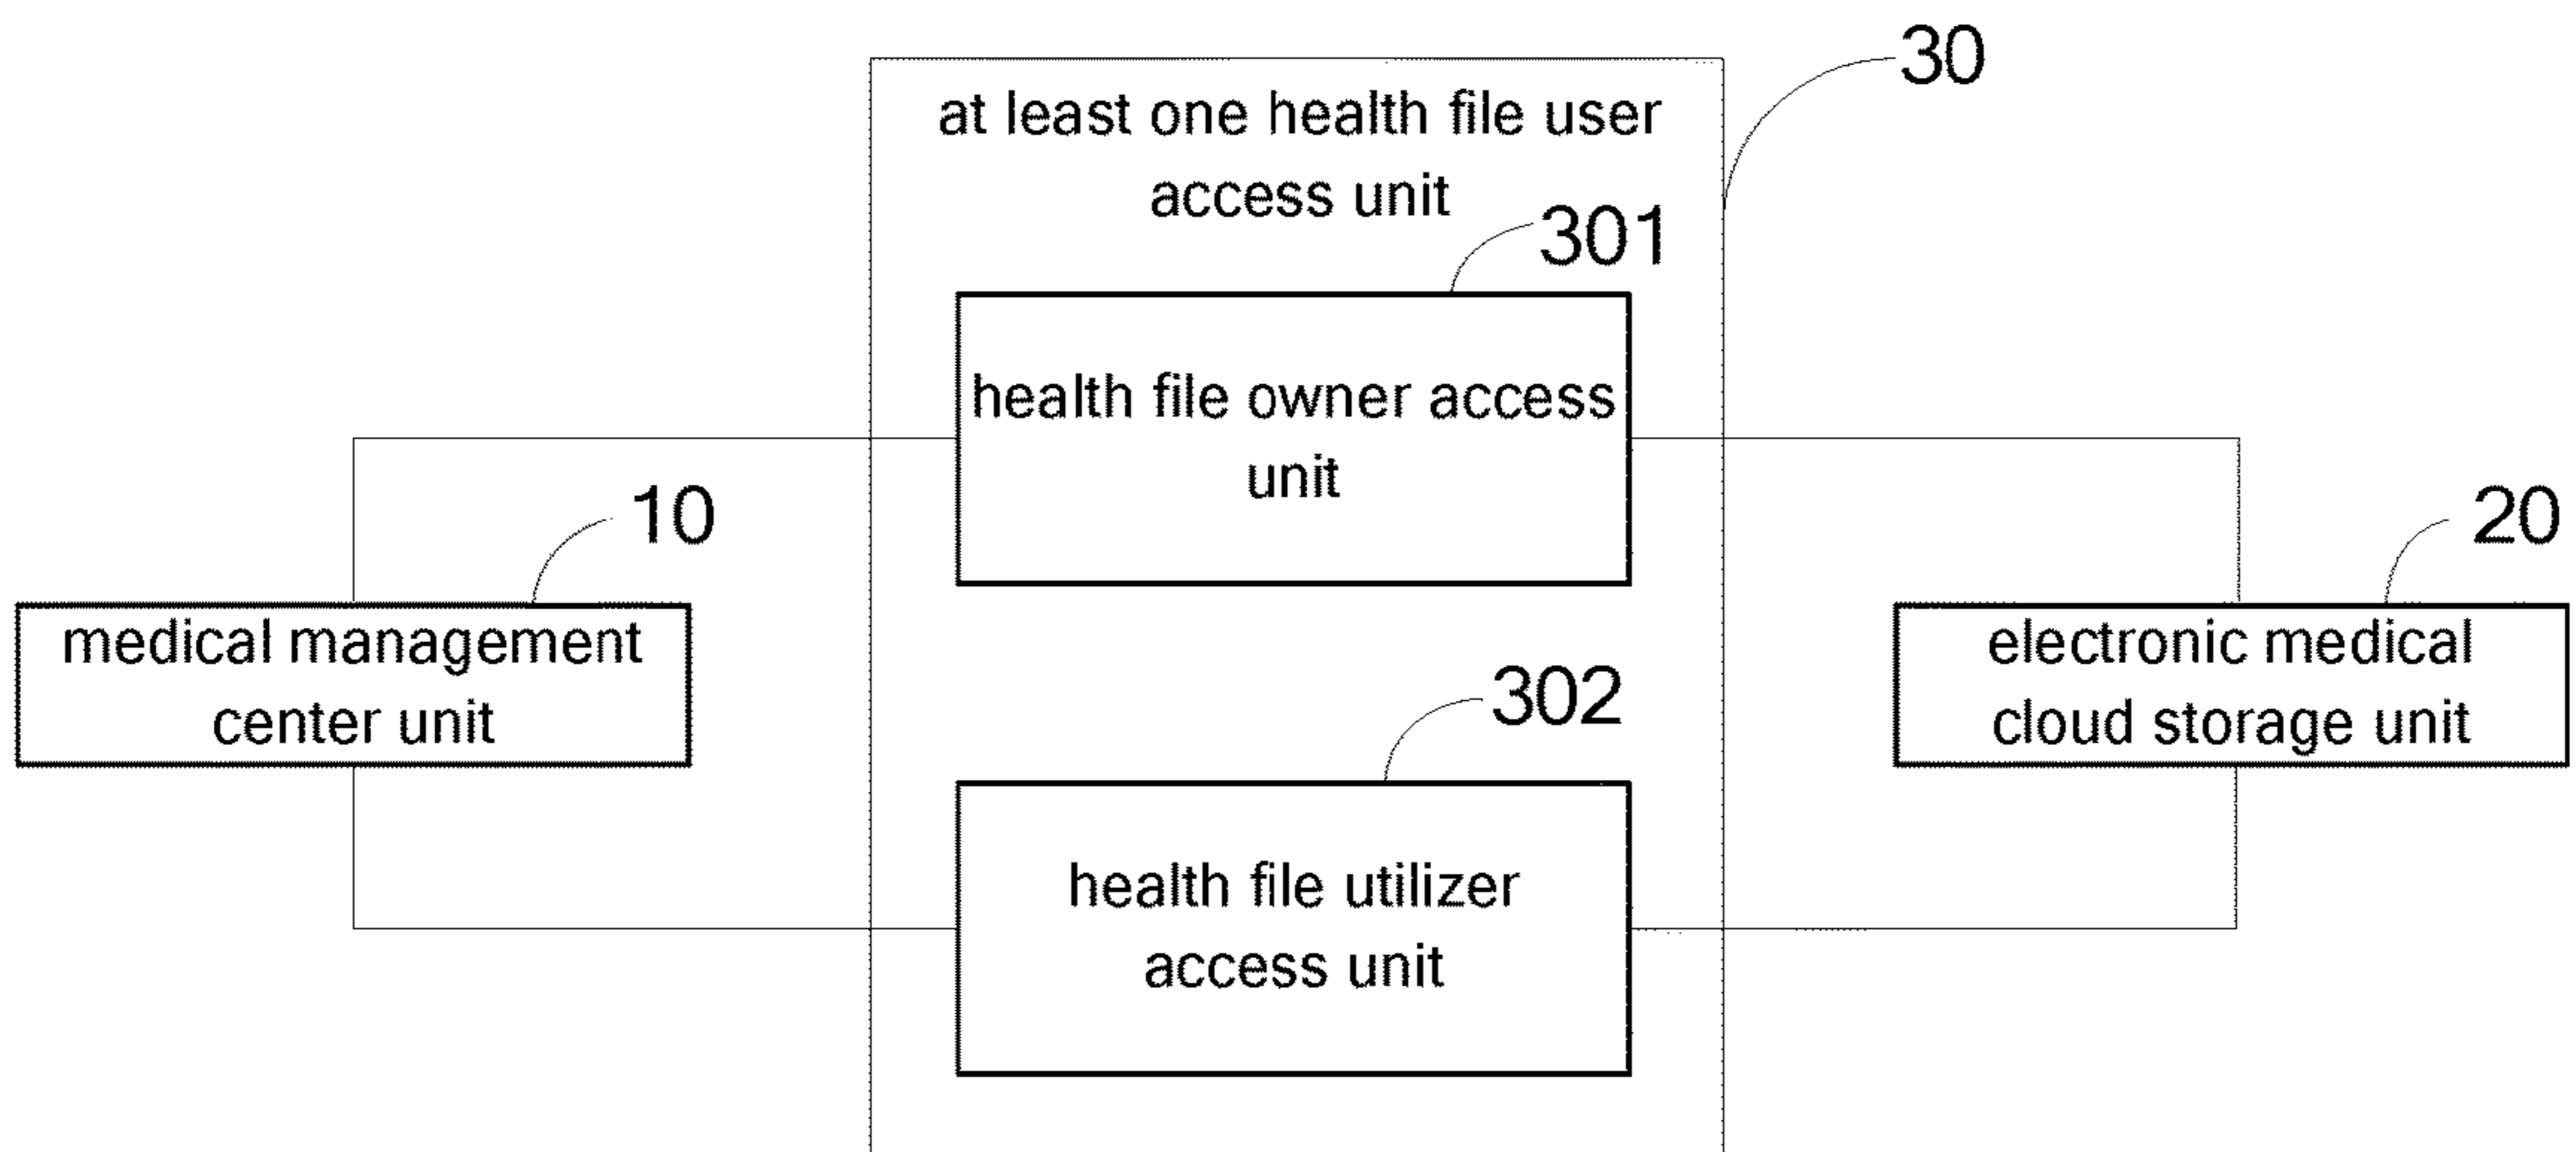 30
at least one health file user
access unit
301
health file owner access
unit
10
medical management
center unit
20
electronic medical
cloud storage unit
302
health file utilizer
access unit